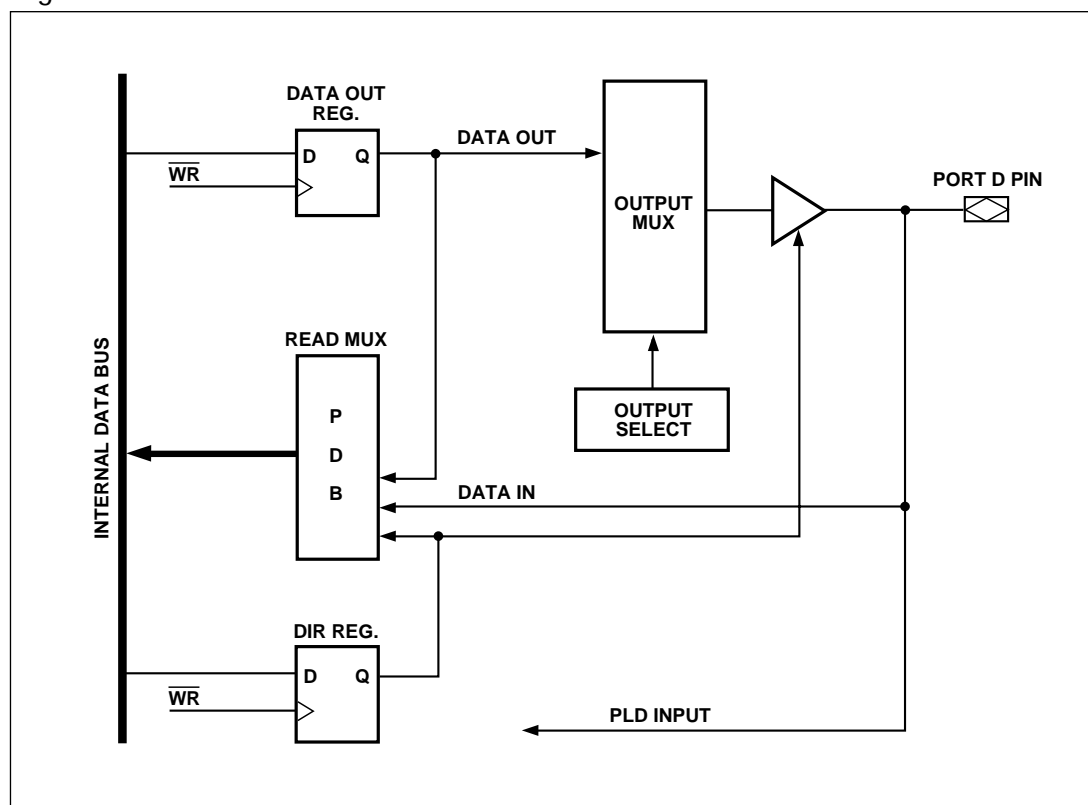 DATA OUT
REG.
D Q
WR
DATA OUT
OUTPUT
MUX
PORT D PIN
READ MUX
P
D
B
OUTPUT
SELECT
DATA IN
INTERNAL DATA BUS
DIR REG.
D Q
WR
PLD INPUT